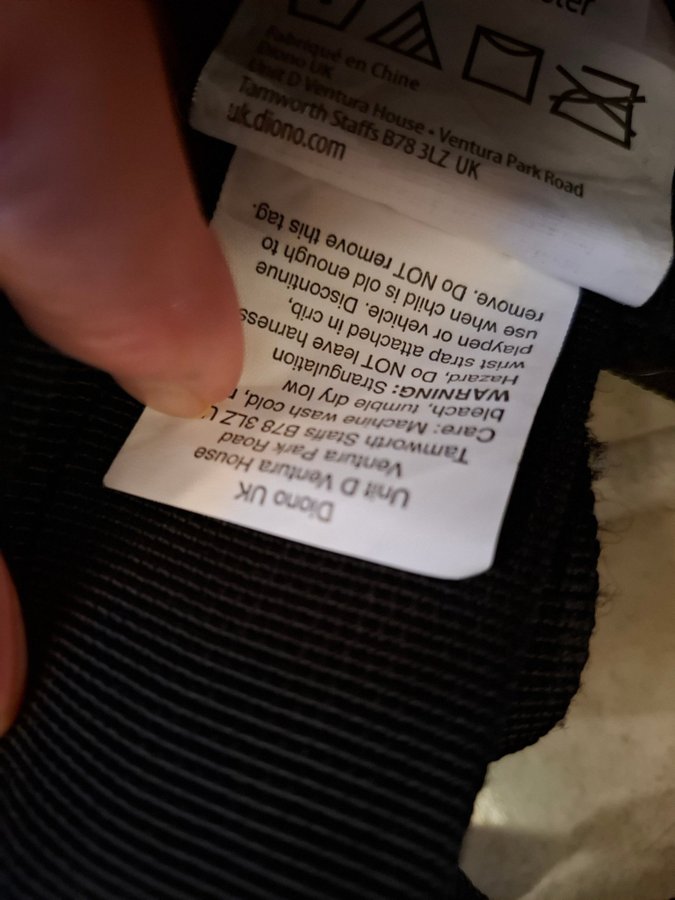 ster
Fabriqué en Chine
Diono UK
Unit D Ventura House • Ventura Park Road
Tamworth Staffs B78 3LZ UK
uk.diono.com
Diono UK
Unit D Ventura House
Ventura Park Road
Tamworth Staffs B78 3LZ U
Care: Machine wash cold,
bleach, tumble dry low
WARNING: Strangulation
Hazard, Do NOT leave harness
wrist strap attached in crib,
playpen or vehicle. Discontinue
use when child is old enough to
remove. Do NOT remove this tag.